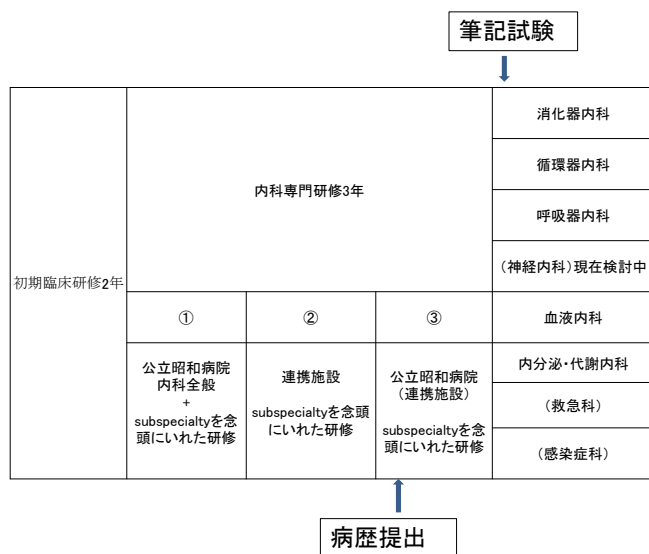 筆記試験
初期臨床研修2年
内科専門研修3年
①
②
③
公立昭和病院
内科全般
+
subspecialtyを念
頭にいれた研修
連携施設
subspecialtyを念頭
にいれた研修
公立昭和病院
(連携施設)
subspecialtyを念
頭にいれた研修
消化器内科
循環器内科
呼吸器内科
(神経内科)現在検討中
血液内科
内分泌・代謝内科
(救急科)
(感染症科)
病歴提出